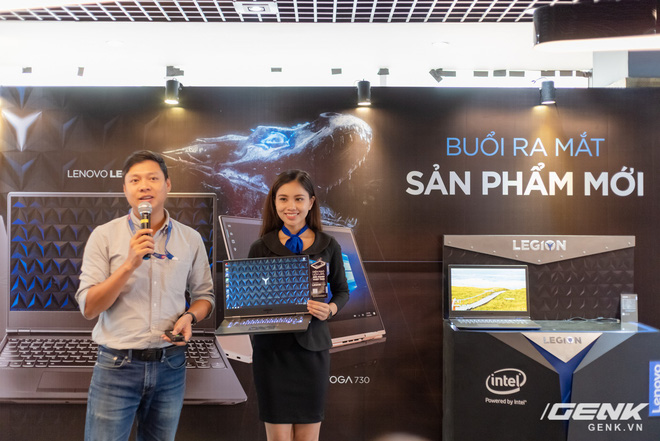 LENOVO LE
BUỔI RA MẮT
SẢN PHẨM MỚI
LEGION
OGA 730
LEGION
intel
Powered by Intel
Lenovo
GENK
GENK.VN